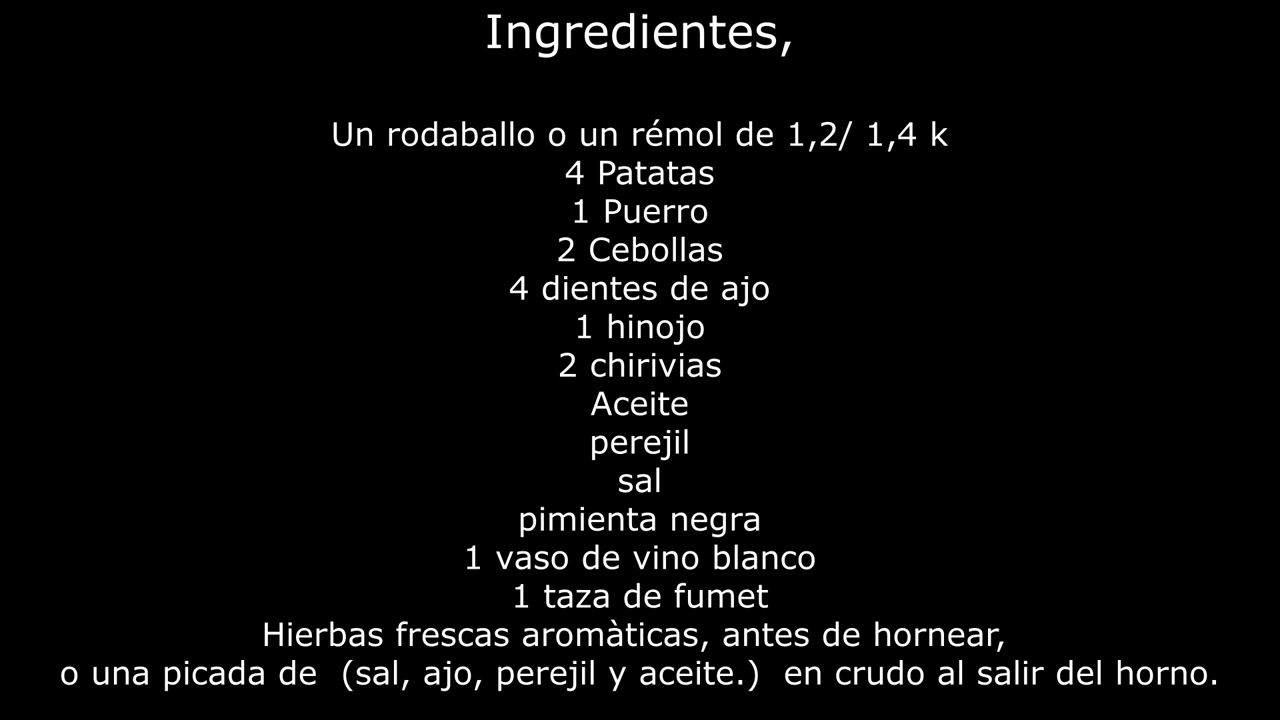 Ingredientes,
Un rodaballo o un rémol de 1,2/ 1,4 k
4 Patatas
1 Puerro
2 Cebollas
4 dientes de ajo
1 hinojo
2 chirivias
Aceite
perejil
sal
pimienta negra
1 vaso de vino blanco
1 taza de fumet
Hierbas frescas aromàticas, antes de hornear,
o una picada de  (sal, ajo, perejil y aceite.)  en crudo al salir del horno.